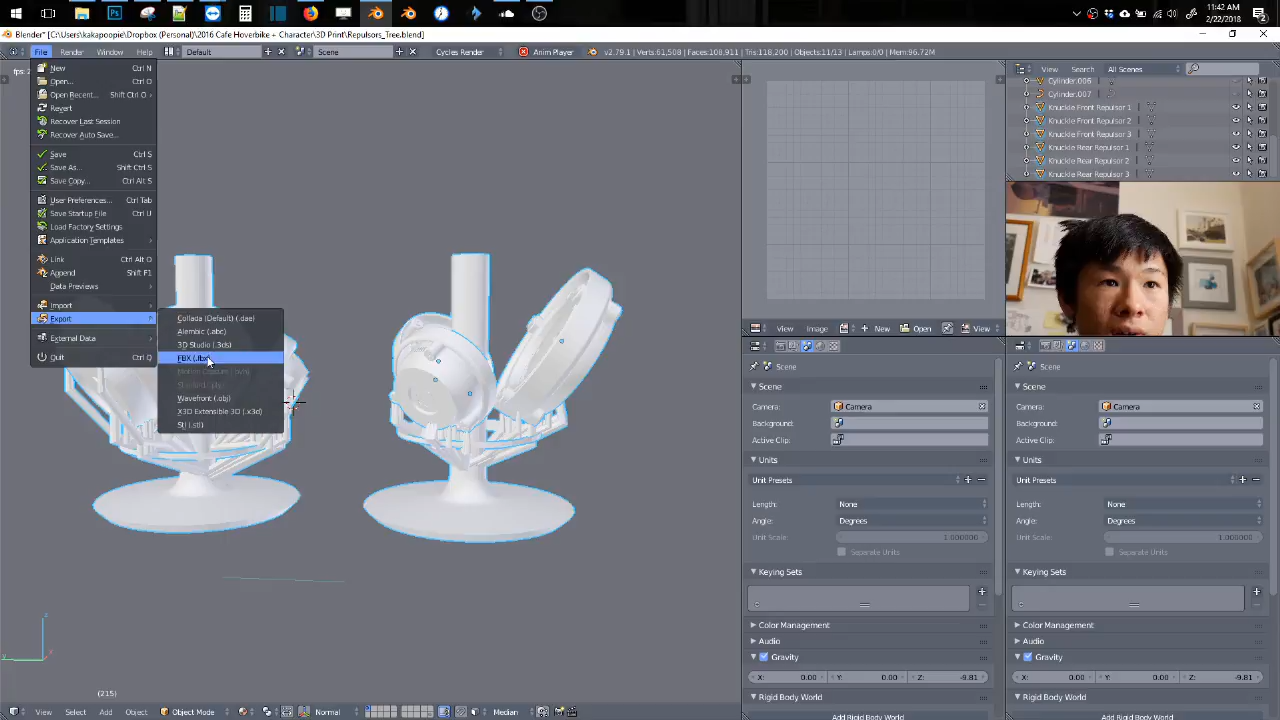 11:42 AM
2/22/2018
Blender* [C:\Users\kakapoopie\Dropbox (Personal)\2016 Cafe Hoverbike + Character\3D Print\Repulsors_Tree.blend]
File Render Window Help Default Scene Cycles Render Anim Player v2.79.1 | Verts:61,508 | Faces:108,911 | Tris:118,200 | Objects:11/13 | Lamps:0/0 | Mem:96.72M
fps:
New Ctrl N
Open... Ctrl O
Open Recent... Shift Ctrl O
Revert
Recover Last Session
Recover Auto Save...
Save Ctrl S
Save As... Shift Ctrl S
Save Copy... Ctrl Alt S
User Preferences... Ctrl Tab
Save Startup File Ctrl U
Load Factory Settings
Application Templates
Link Ctrl Alt O
Append Shift F1
Data Previews
Import
Export
External Data
Quit Ctrl Q
Collada (Default) (.dae)
Alembic (.abc)
3D Studio (.3ds)
FBX (.fbx)
Wavefront (.obj)
X3D Extensible 3D (.x3d)
Stl (.stl)
z
y
x
(215)
View Select Add Object Object Mode Normal Median
View Image New Open View
View Search All Scenes
Cylinder.006
Cylinder.007
Knuckle Front Repulsor 1
Knuckle Front Repulsor 2
Knuckle Front Repulsor 3
Knuckle Rear Repulsor 1
Knuckle Rear Repulsor 2
Knuckle Rear Repulsor 3
Scene
Scene
Camera: Camera
Background:
Active Clip:
Units
Unit Presets
Length: None
Angle: Degrees
Unit Scale: 1.000000
Separate Units
Keying Sets
Color Management
Audio
Gravity
X: 0.00 Y: 0.00 Z: -9.81
Rigid Body World
Add Rigid Body World
Scene
Scene
Camera: Camera
Background:
Active Clip:
Units
Unit Presets
Length: None
Angle: Degrees
Unit Scale: 1.000000
Separate Units
Keying Sets
Color Management
Audio
Gravity
X: 0.00 Y: 0.00 Z: -9.81
Rigid Body World
Add Rigid Body World